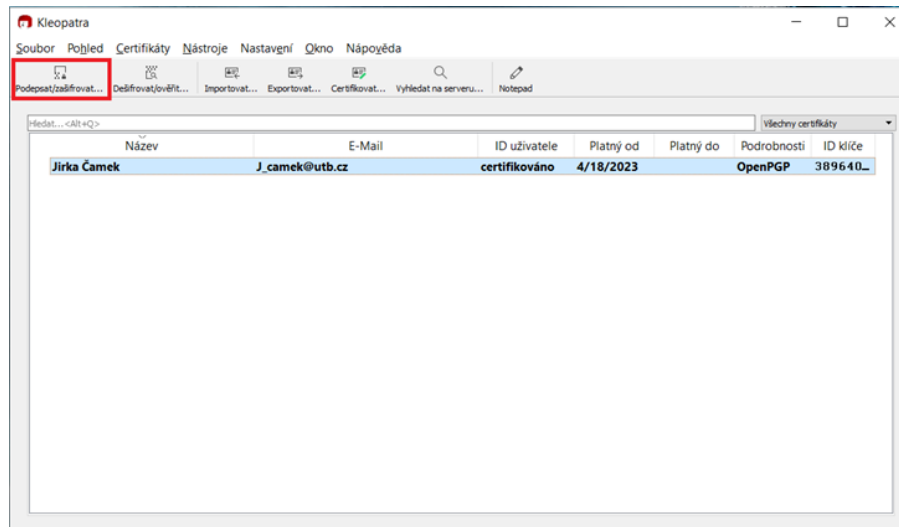 Kleopatra
Soubor Pohled Certifikáty Nástroje Nastavení Okno Nápověda
Podepsat/zašifrovat... Dešifrovat/ověřit... Importovat... Exportovat... Certifikovat... Vyhledat na serveru... Notepad
Hledat...<Alt+Q> Všechny certifikáty
Název E-Mail ID uživatele Platný od Platný do Podrobnosti ID klíče
Jirka Čamek J_camek@utb.cz certifikováno 4/18/2023 OpenPGP 389640...